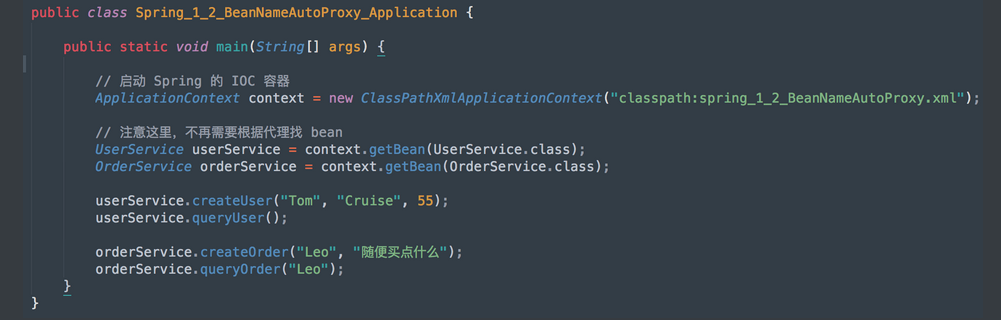 public class Spring_1_2_BeanNameAutoProxy_Application {
public static void main(String[] args) {
// 启动 Spring 的 IOC 容器
ApplicationContext context = new ClassPathXmlApplicationContext("classpath:spring_1_2_BeanNameAutoProxy.xml");
// 注意这里，不再需要根据代理找 bean
UserService userService = context.getBean(UserService.class);
OrderService orderService = context.getBean(OrderService.class);
userService.createUser("Tom", "Cruise", 55);
userService.queryUser();
orderService.createOrder("Leo", "随便买点什么");
orderService.queryOrder("Leo");
}
}